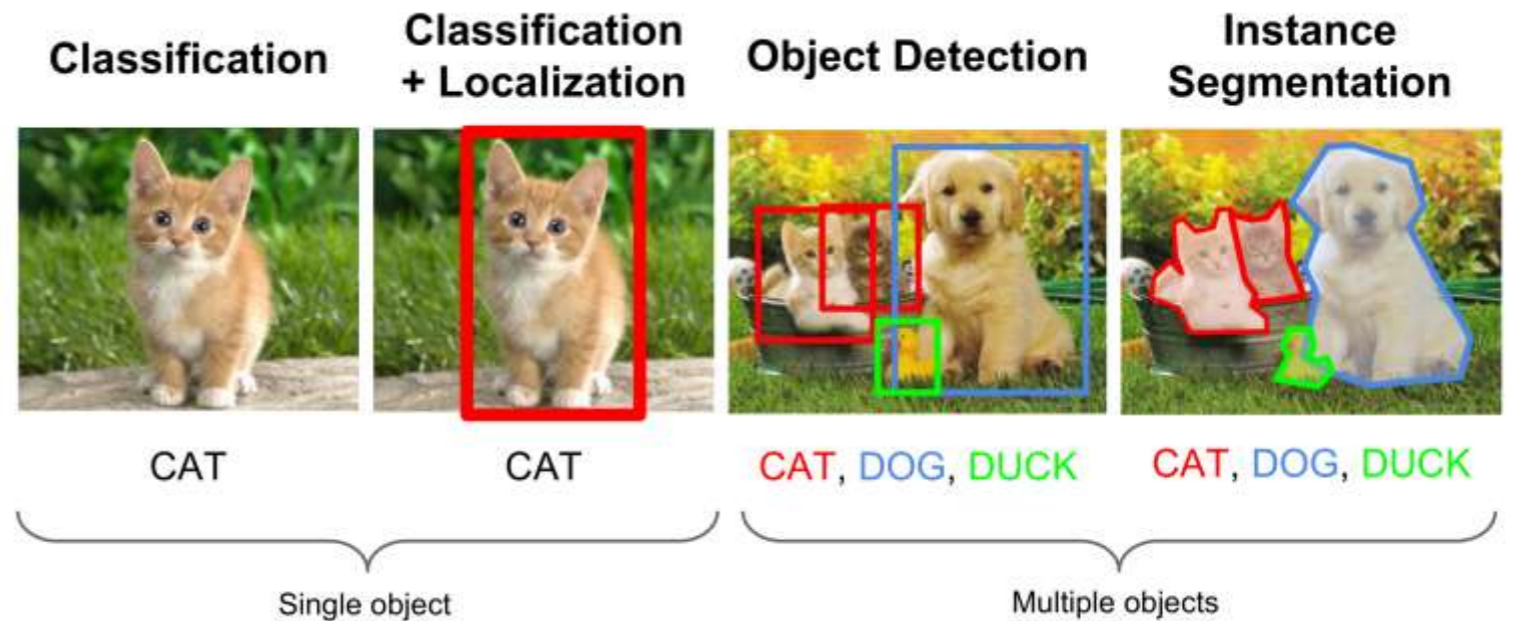 Classification
Classification
+ Localization
Object Detection
Instance
Segmentation
CAT
CAT
CAT, DOG, DUCK
CAT, DOG, DUCK
Single object
Multiple objects